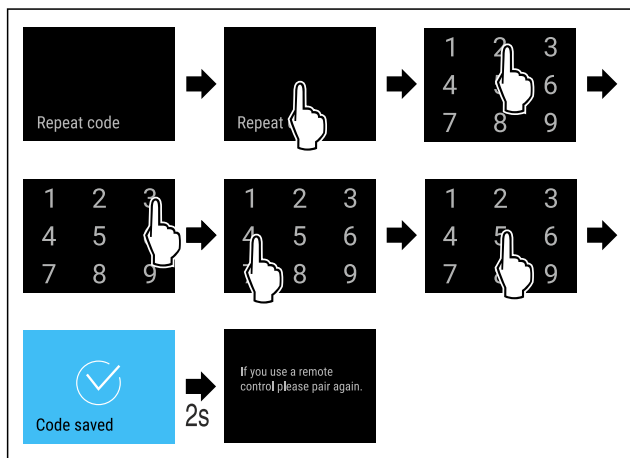 Repeat code
Repeat
1 2 3
4 6
7 8 9
1 2 3
4 5
7 8 9
1 2 3
4 5 6
8 9
1 2 3
4 5 6
7 9
Code saved
2s
If you use a remote
control please pair again.